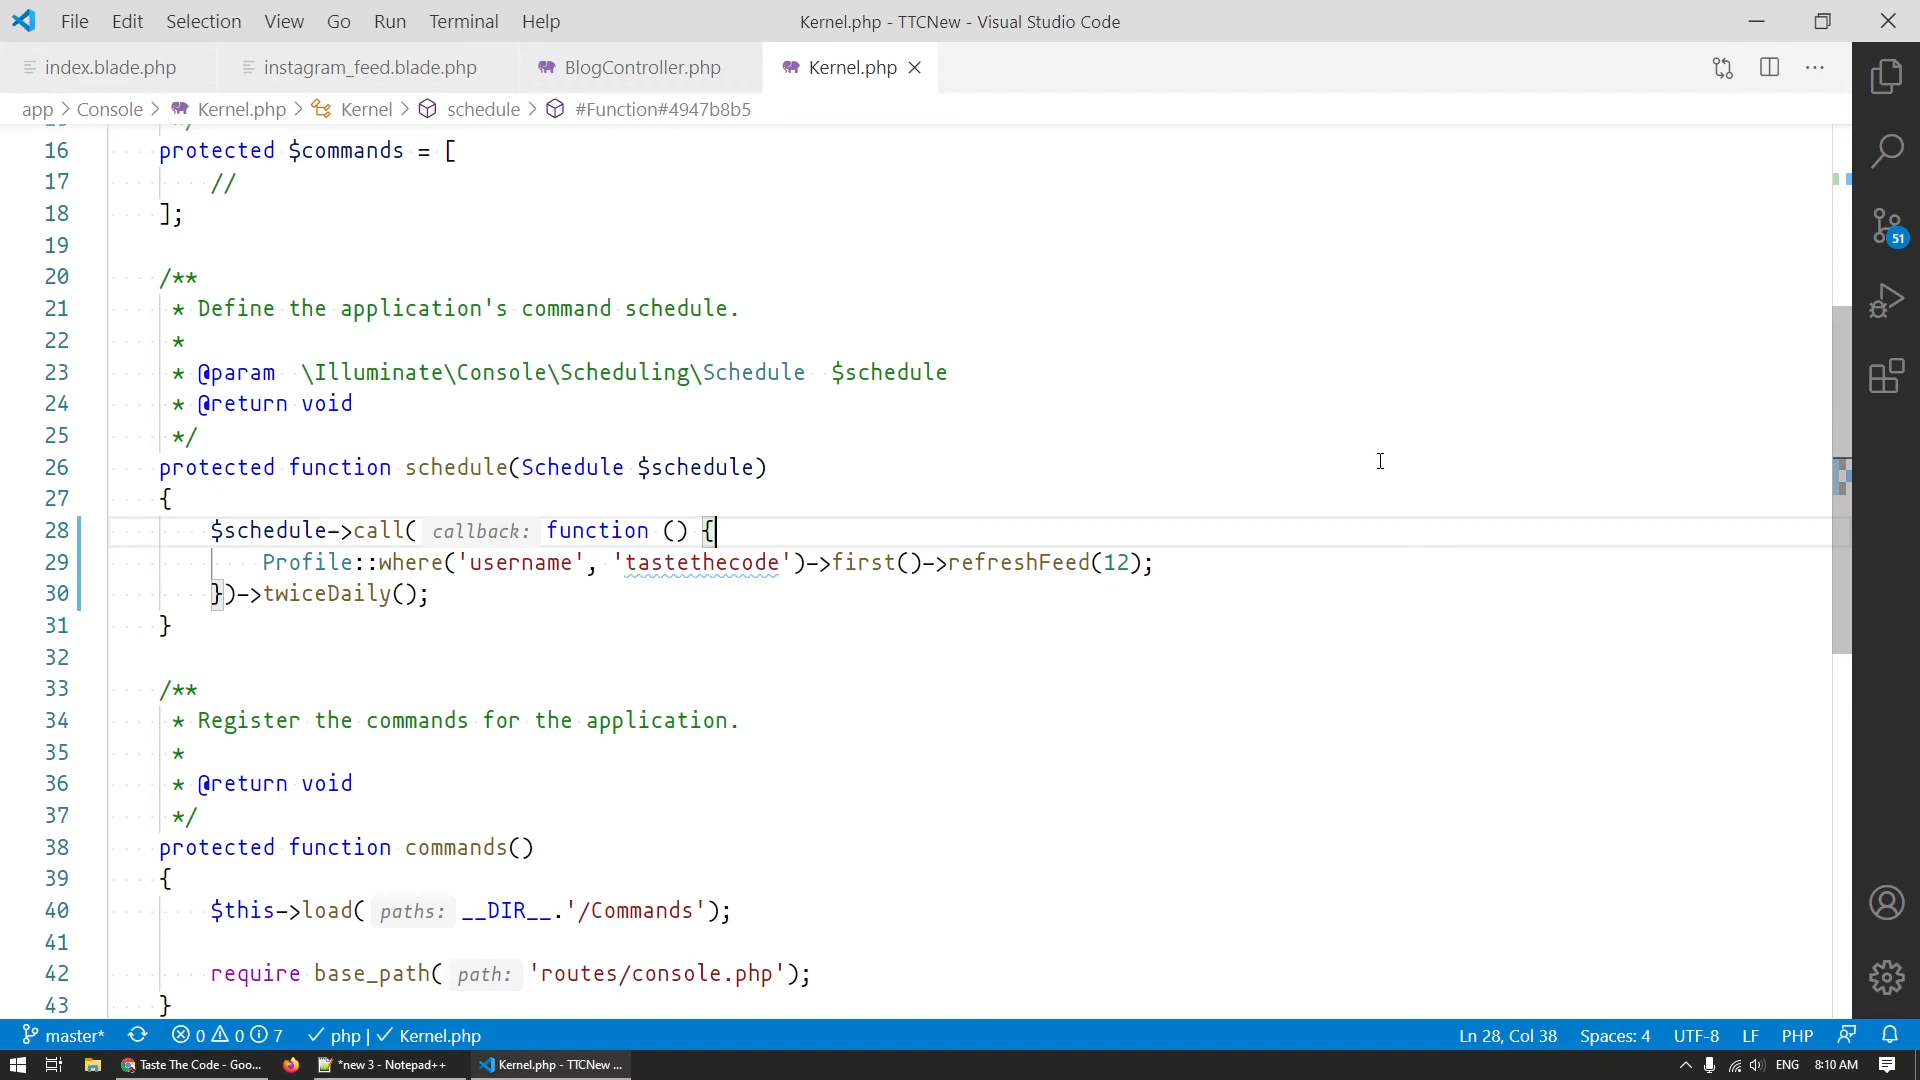 File Edit Selection View Go Run Terminal Help
Kernel.php - TTCNew - Visual Studio Code
index.blade.php
instagram_feed.blade.php
BlogController.php
Kernel.php
app > Console > Kernel.php > Kernel > schedule > #Function#4947b8b5
16 protected $commands = [
17 //
18 ];
19
20 /**
21 * Define the application's command schedule.
22 *
23 * @param \Illuminate\Console\Scheduling\Schedule $schedule
24 * @return void
25 */
26 protected function schedule(Schedule $schedule)
27 {
28 $schedule->call( callback: function () {
29 Profile::where('username', 'tastethecode')->first()->refreshFeed(12);
30 })->twiceDaily();
31 }
32
33 /**
34 * Register the commands for the application.
35 *
36 * @return void
37 */
38 protected function commands()
39 {
40 $this->load( paths: __DIR__.'/Commands');
41
42 require base_path( path: 'routes/console.php');
43 }
51
master* 0 0 7 php | Kernel.php
Ln 28, Col 38 Spaces: 4 UTF-8 LF PHP
Taste The Code - Goo...
*new 3 - Notepad++
Kernel.php - TTCNew ...
ENG 8:10 AM